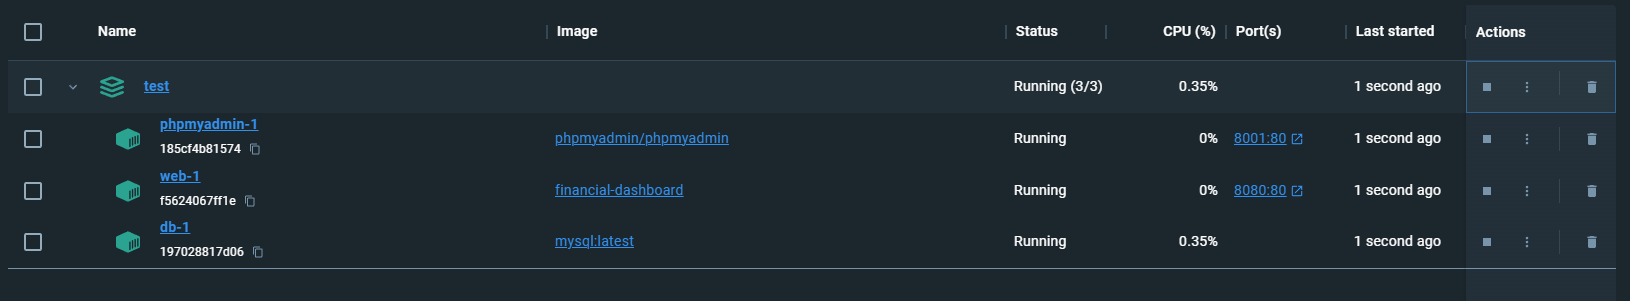 Name Image Status CPU (%) Port(s) Last started Actions
test Running (3/3) 0.35% 1 second ago
phpmyadmin-1
185cf4b81574 phpmyadmin/phpmyadmin Running 0% 8001:80 1 second ago
web-1
f5624067ff1e financial-dashboard Running 0% 8080:80 1 second ago
db-1
197028817d06 mysql:latest Running 0.35% 1 second ago